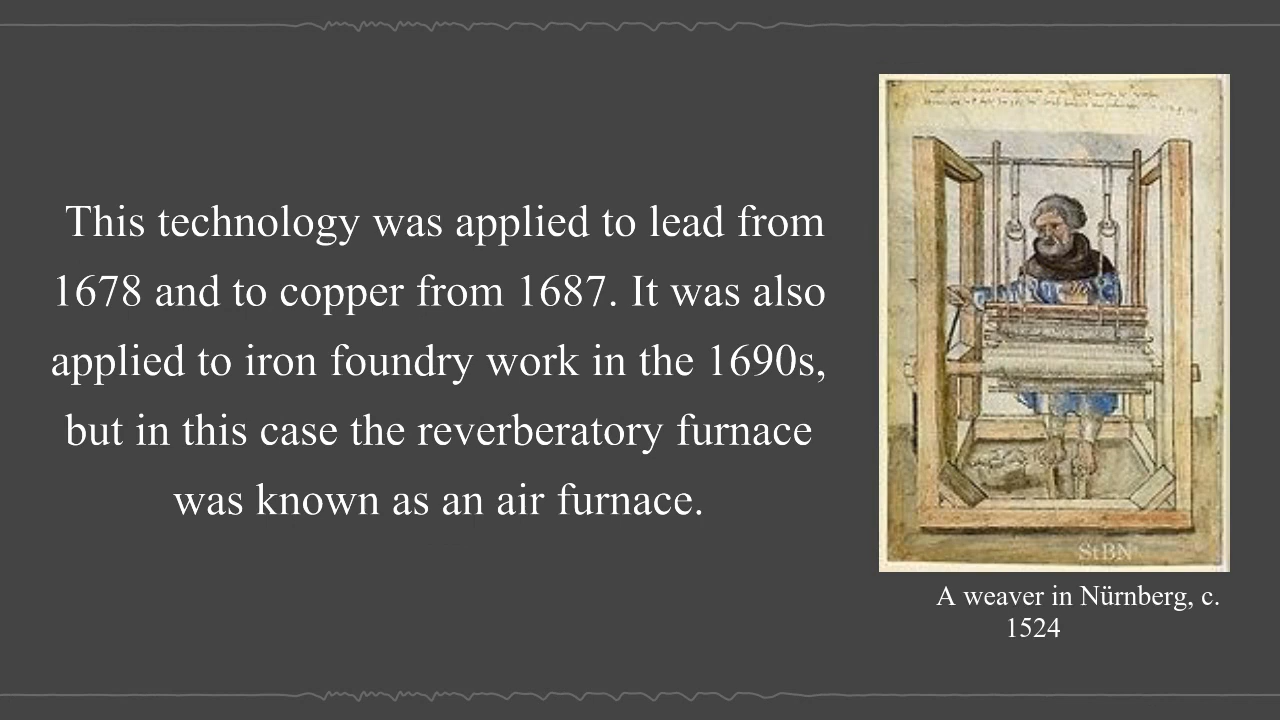 This technology was applied to lead from
1678 and to copper from 1687. It was also
applied to iron foundry work in the 1690s,
but in this case the reverberatory furnace
was known as an air furnace.
StBN
A weaver in Nürnberg, c.
1524